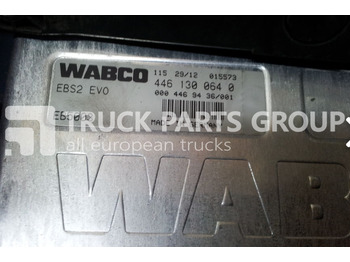 WABCO 115 29/12 015573
446 130 064 0
EBS2 EVO 000 446 94 36/001
TRUCK PARTS GROUP
all european trucks
WAB